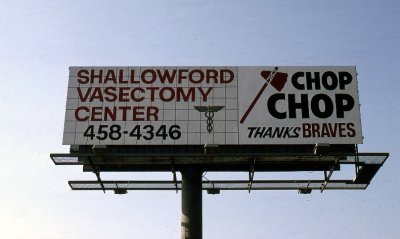 SHALLOWFORD
VASECTOMY
CENTER
458-4346
CHOP
CHOP
THANKS BRAVES